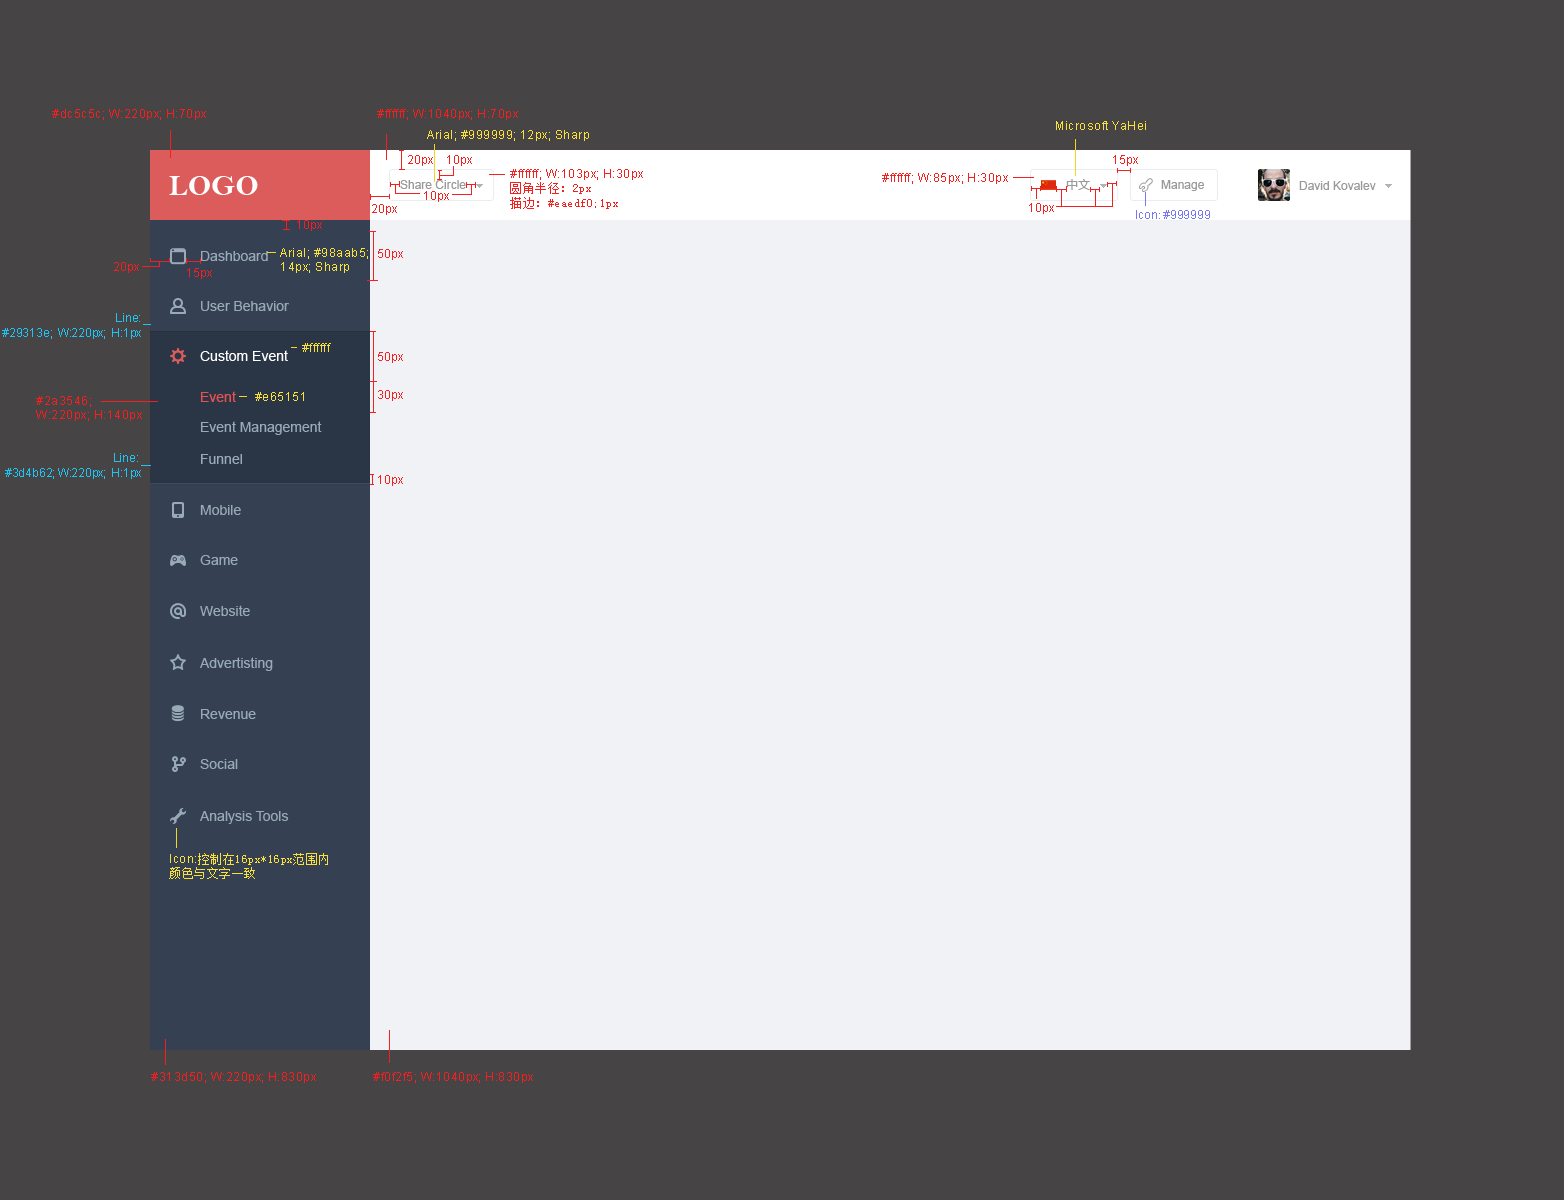 #dc5c5c; W:220px; H:70px
#ffffff; W:1040px; H:70px
Arial; #999999; 12px; Sharp
Microsoft YaHei
LOGO
20px
10px
Share Circle
10px
20px
#ffffff; W:103px; H:30px
圆角半径：2px
描边：#eaedf0; 1px
#ffffff; W:85px; H:30px
中文
10px
15px
Manage
Icon: #999999
David Kovalev
10px
Dashboard
Arial; #98aab5;
14px; Sharp
50px
20px
15px
User Behavior
Line:
#29313e; W:220px; H:1px
Custom Event
#ffffff
50px
Event
#e65151
30px
#2a3546;
W:220px; H:140px
Event Management
Funnel
Line:
#3d4b62; W:220px; H:1px
10px
Mobile
Game
Website
Advertisting
Revenue
Social
Analysis Tools
Icon:控制在16px*16px范围内
颜色与文字一致
#313d50; W:220px; H:830px
#f0f2f5; W:1040px; H:830px